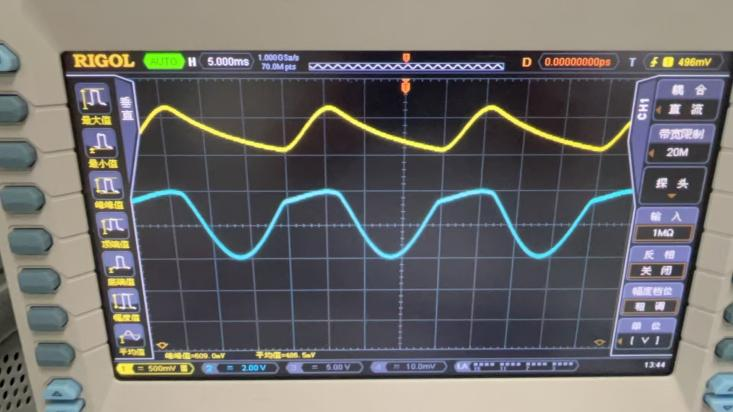 RIGOL AUTO H 5.000ms 1.000GSa/s 70.0Mpts D 0.00000000ps T 1 496mV
垂直
最大值
最小值
峰峰值
顶端值
底端值
幅度值
平均值
CH1
耦合
直流
带宽限制
20M
探头
输入
1MΩ
反相
关闭
幅度档位
粗调
单位
[V]
峰峰值=609.0mV 平均值=486.5mV
1 = 500mV 2 = 2.00V 3 = 5.00V 4 = 10.0mV LA 13:44